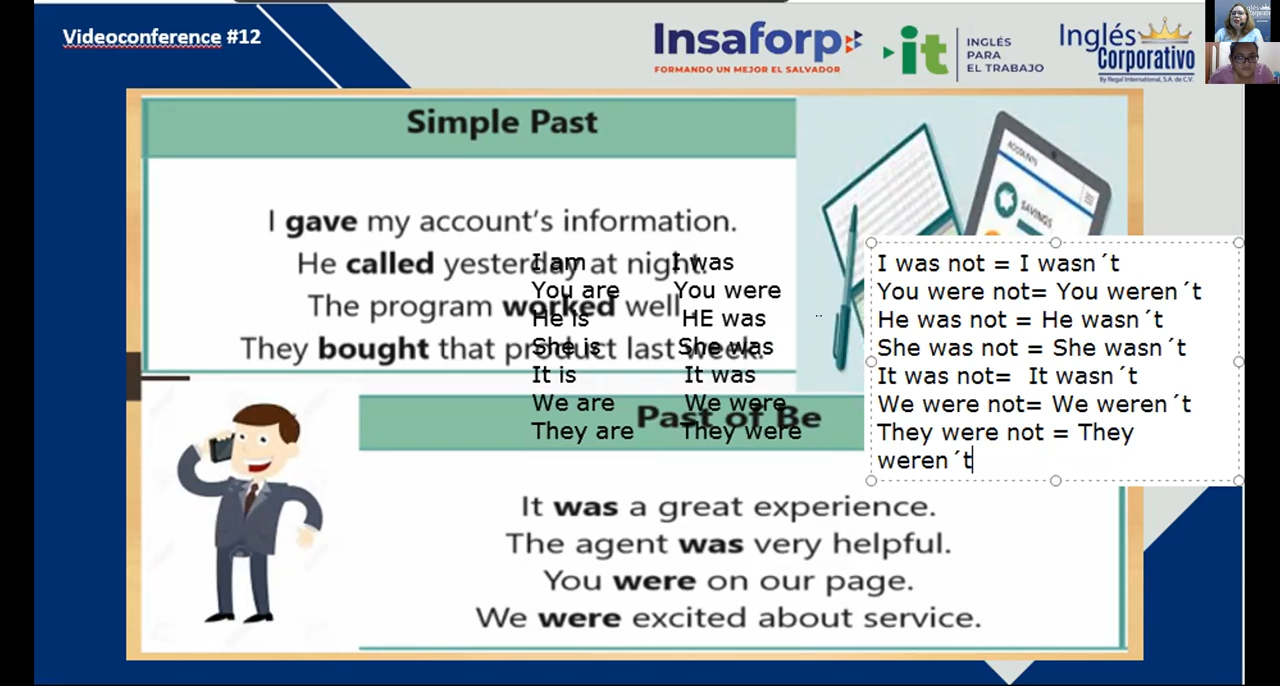 Videoconference #12
Insaforp
FORMANDO UN MEJOR EL SALVADOR
it
INGLÉS
PARA
EL TRABAJO
Inglés
Corporativo
By Regal International, S.A. de C.V.
Simple Past
I gave my account's information.
He called yesterday at night.
The program worked well.
They bought that product last week.
ACCOUNTS
SAVINGS
I am I was
You are You were
He is HE was
She is She was
It is It was
We are We were
They are They were
I was not = I wasn´t
You were not= You weren´t
He was not = He wasn´t
She was not = She wasn´t
It was not= It wasn´t
We were not= We weren´t
They were not = They
weren´t
Past of Be
It was a great experience.
The agent was very helpful.
You were on our page.
We were excited about service.